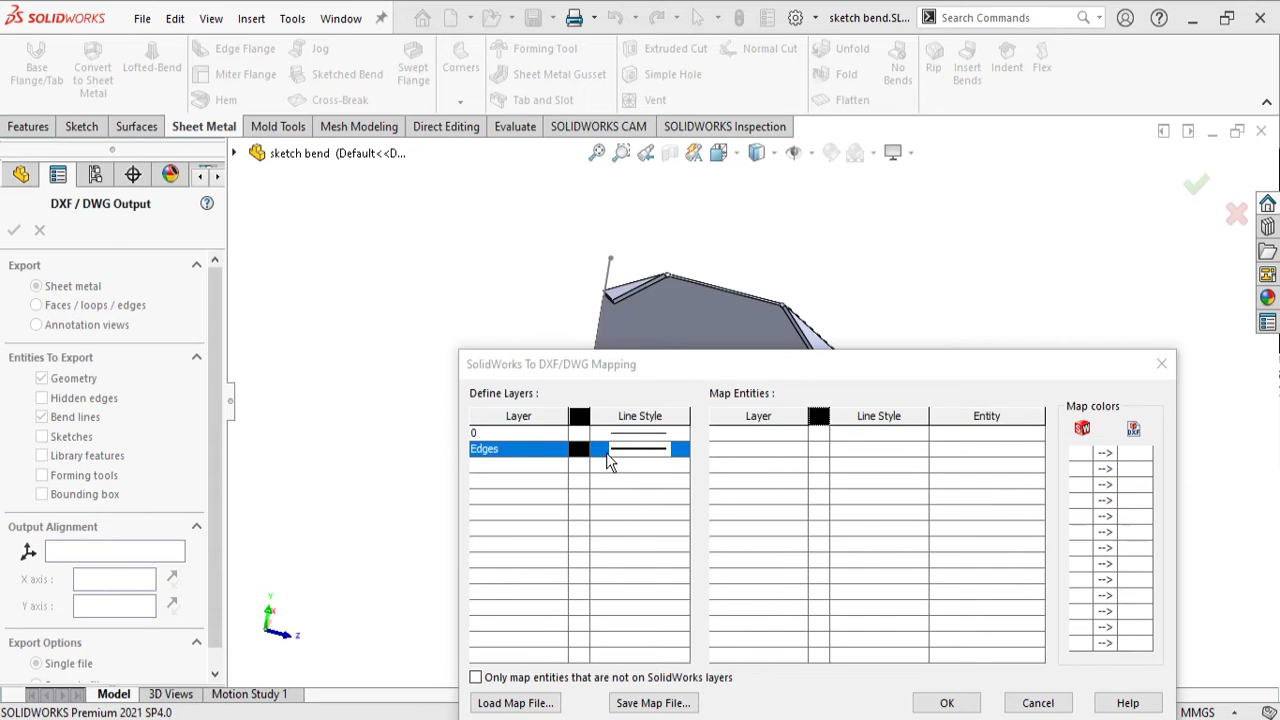 SOLIDWORKS File Edit View Insert Tools Window sketch bend.SL... Search Commands
Base Flange/Tab
Convert to Sheet Metal
Lofted-Bend
Edge Flange
Miter Flange
Hem
Jog
Sketched Bend
Cross-Break
Swept Flange
Corners
Forming Tool
Sheet Metal Gusset
Tab and Slot
Extruded Cut
Simple Hole
Vent
Normal Cut
Unfold
Fold
Flatten
No Bends
Rip
Insert Bends
Indent
Flex
Features Sketch Surfaces Sheet Metal Mold Tools Mesh Modeling Direct Editing Evaluate SOLIDWORKS CAM SOLIDWORKS Inspection
sketch bend (Default<<D...
DXF / DWG Output
Export
Sheet metal
Faces / loops / edges
Annotation views
Entities To Export
Geometry
Hidden edges
Bend lines
Sketches
Library features
Forming tools
Bounding box
Output Alignment
X axis :
Y axis :
Export Options
Single file
Y
X
Z
SolidWorks To DXF/DWG Mapping
Define Layers :
Layer Line Style
0
Edges
Map Entities :
Layer Line Style Entity
Map colors
SW DXF
-->
-->
-->
-->
-->
-->
-->
-->
-->
-->
-->
-->
-->
Only map entities that are not on SolidWorks layers
Load Map File... Save Map File... OK Cancel Help
Model 3D Views Motion Study 1
SOLIDWORKS Premium 2021 SP4.0 MMGS